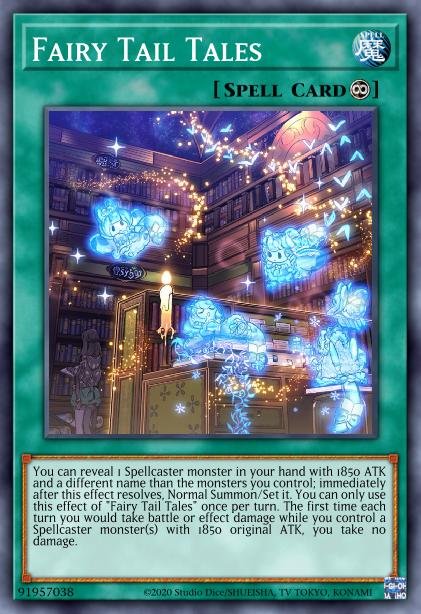 Fairy Tail Tales
SPELL
魔
[Spell Card]
You can reveal 1 Spellcaster monster in your hand with 1850 ATK
and a different name than the monsters you control; immediately
after this effect resolves, Normal Summon/Set it. You can only use
this effect of "Fairy Tail Tales" once per turn. The first time each
turn you would take battle or effect damage while you control a
Spellcaster monster(s) with 1850 original ATK, you take no
damage.
91957038
©2020 Studio Dice/SHUEISHA, TV TOKYO, KONAMI